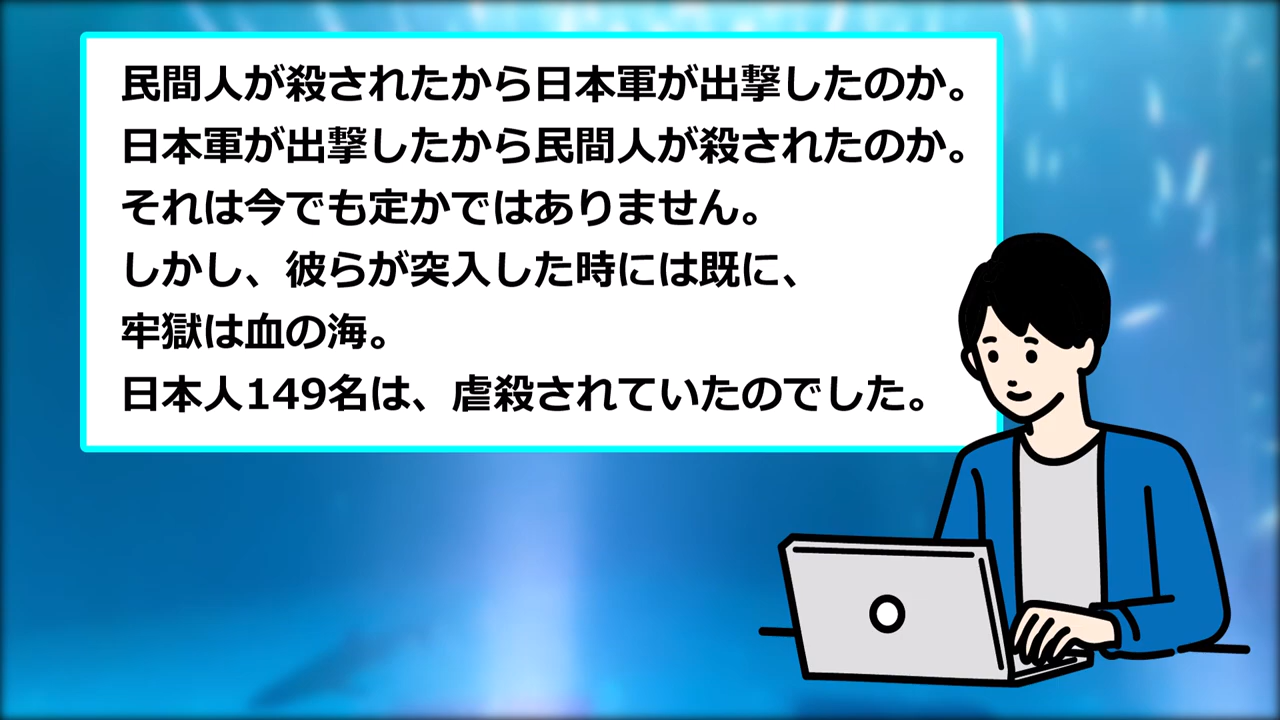 民間人が殺されたから日本軍が出撃したのか。
日本軍が出撃したから民間人が殺されたのか。
それは今でも定かではありません。
しかし、彼らが突入した時には既に、
牢獄は血の海。
日本人149名は、虐殺されていたのでした。